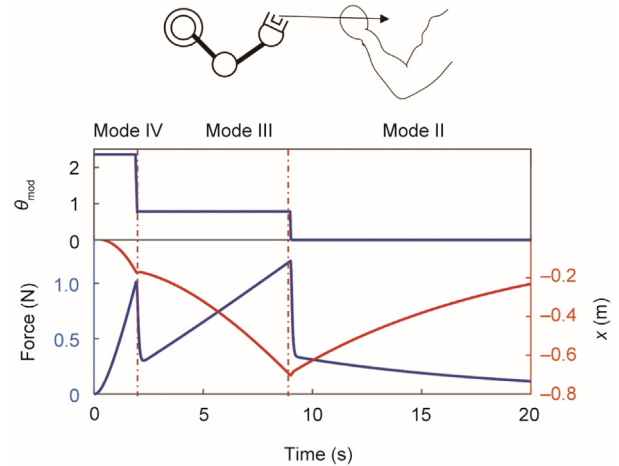 Mode IV Mode III Mode II
θmod
2
1
0
Force (N)
1.0
0.5
0
x (m)
−0.2
−0.4
−0.6
−0.8
0 5 10 15 20
Time (s)